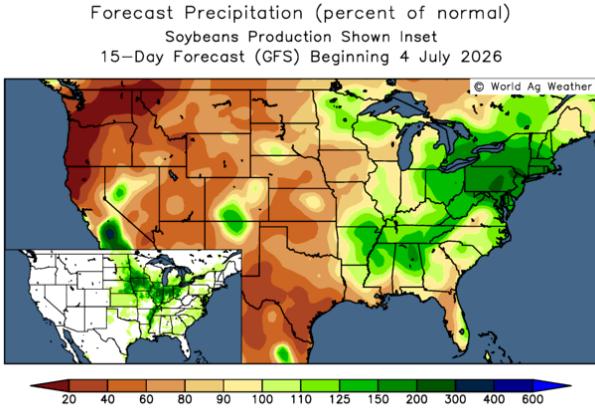 Forecast Precipitation (percent of normal)
Soybeans Production Shown Inset
15-Day Forecast (GFS) Beginning 4 July 2026
© World Ag Weather
20 40 60 80 90 100 110 125 150 200 300 400 600